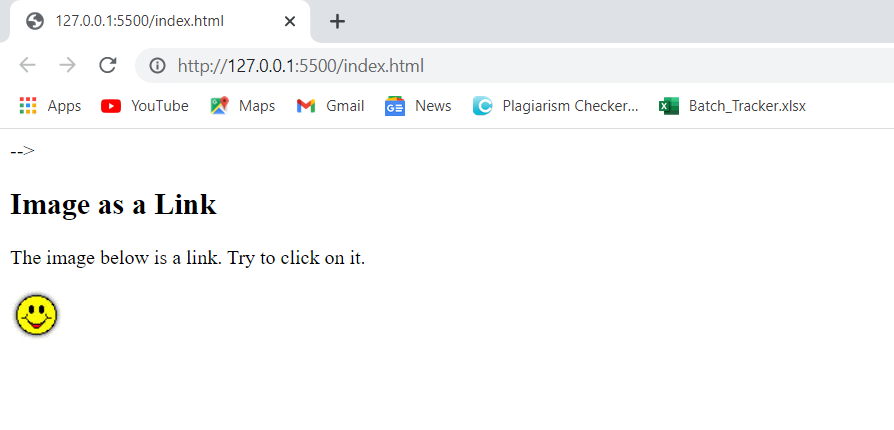 127.0.0.1:5500/index.html
http://127.0.0.1:5500/index.html
Apps YouTube Maps Gmail GE News Plagiarism Checker... Batch_Tracker.xlsx
-->
Image as a Link
The image below is a link. Try to click on it.